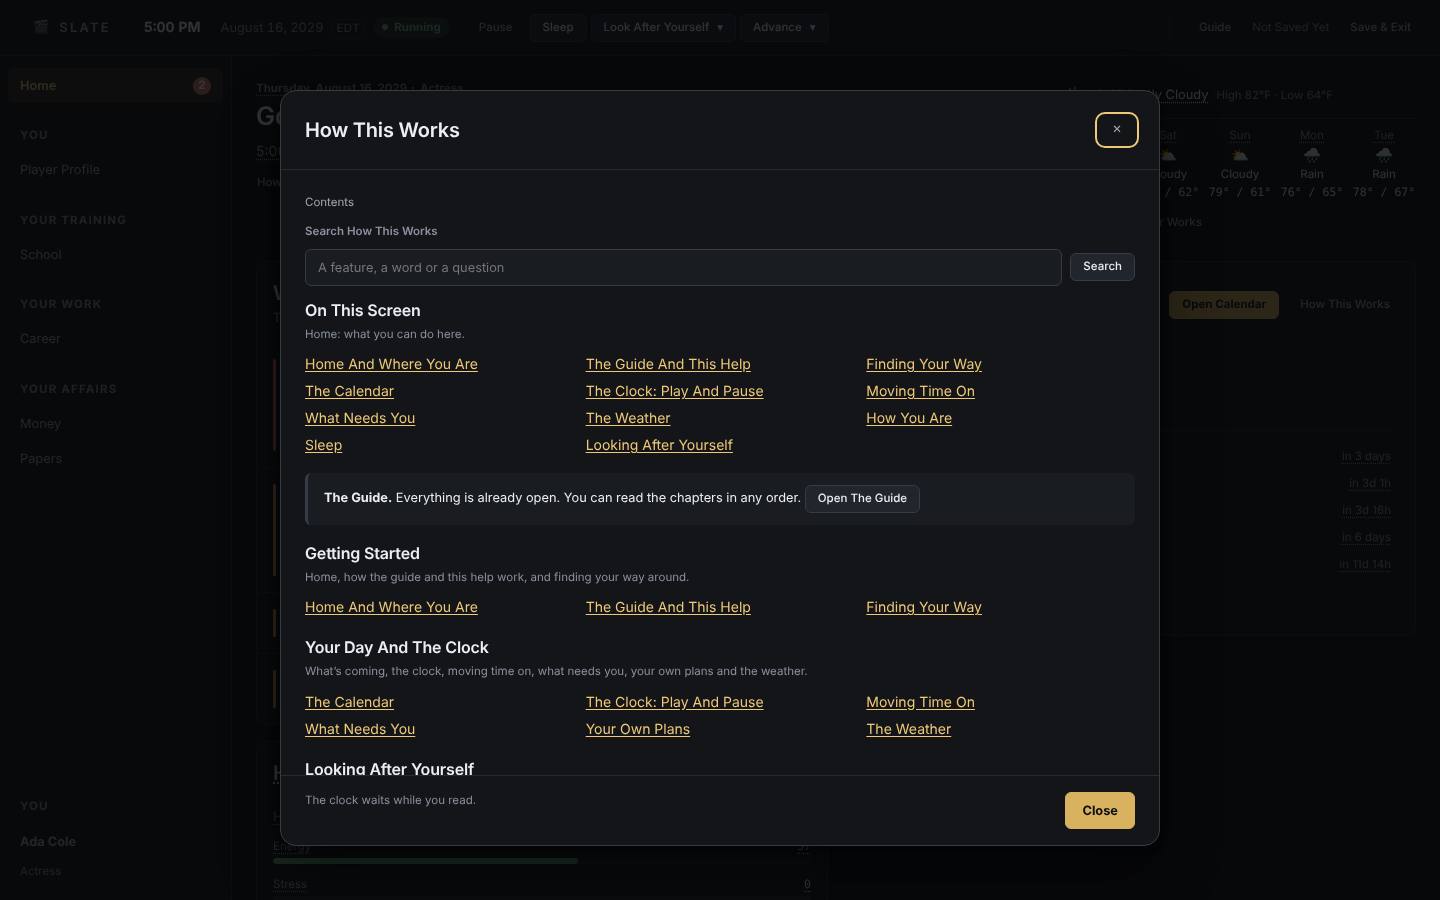 SLATE
5:00 PM
August 16, 2029
EDT
Running
Pause
Sleep
Look After Yourself
Advance
Guide
Not Saved Yet
Save & Exit
Home
2
YOU
Player Profile
YOUR TRAINING
School
YOUR WORK
Career
YOUR AFFAIRS
Money
Papers
YOU
Ada Cole
Actress
Thursday, August 16, 2029 · Actress
How This Works
×
Contents
Search How This Works
A feature, a word or a question
Search
On This Screen
Home: what you can do here.
Home And Where You Are
The Guide And This Help
Finding Your Way
The Calendar
The Clock: Play And Pause
Moving Time On
What Needs You
The Weather
How You Are
Sleep
Looking After Yourself
The Guide. Everything is already open. You can read the chapters in any order.
Open The Guide
Getting Started
Home, how the guide and this help work, and finding your way around.
Home And Where You Are
The Guide And This Help
Finding Your Way
Your Day And The Clock
What's coming, the clock, moving time on, what needs you, your own plans and the weather.
The Calendar
The Clock: Play And Pause
Moving Time On
What Needs You
Your Own Plans
The Weather
Looking After Yourself
The clock waits while you read.
Close
Cloudy
High 82°F · Low 64°F
Sat
Sun
Mon
Tue
Cloudy
Rain
Rain
/ 62°
79° / 61°
76° / 65°
78° / 67°
Works
Open Calendar
How This Works
in 3 days
in 3d 1h
in 3d 16h
in 6 days
in 11d 14h
Energy
Stress
0